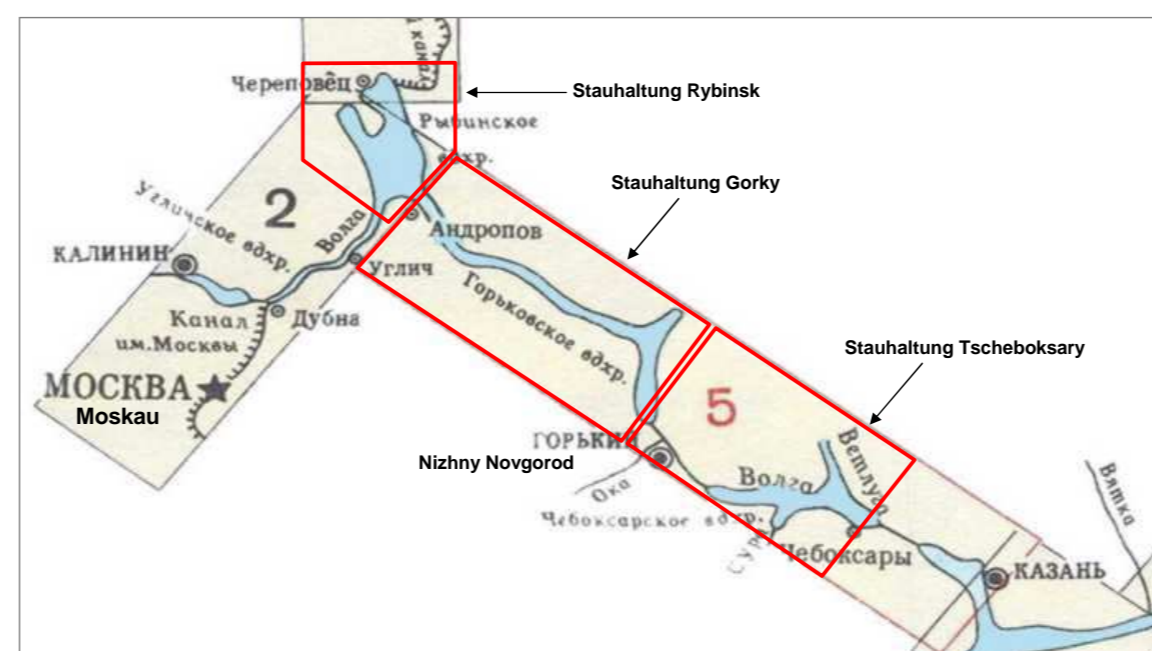 канал
Череповец
Stauhaltung Rybinsk
Рыбинское
вдхр.
Stauhaltung Gorky
2
Угличское вдхр.
Волга
Андропов
КАЛИНИН
Углич
Горьковское вдхр.
Дубна
Канал
им.Москвы
Stauhaltung Tscheboksary
МОСКВА
Moskau
5
ГОРЬКИЙ
Nizhny Novgorod
Ока
Волга
Ветлуга
Вятка
Чебоксарское вдхр.
Сура
Чебоксары
КАЗАНЬ